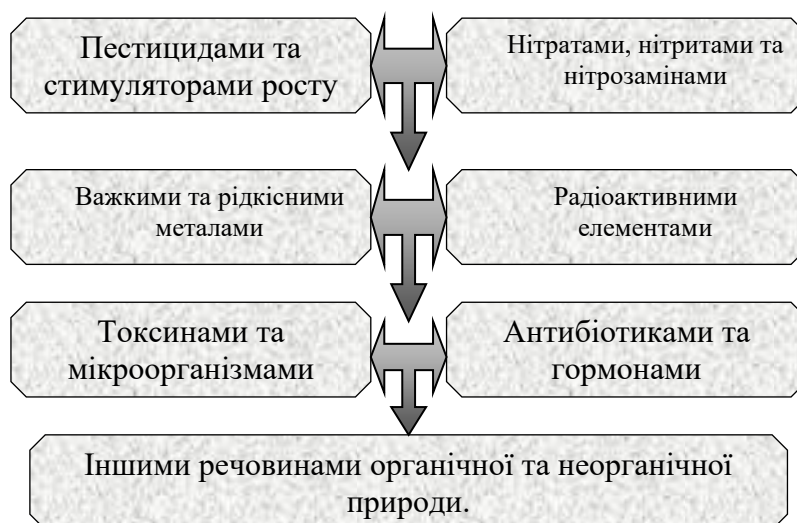 Пестицидами та
стимуляторами росту
Нітратами, нітритами та
нітрозамінами
Важкими та рідкісними
металами
Радіоактивними
елементами
Токсинами та
мікроорганізмами
Антибіотиками та
гормонами
Іншими речовинами органічної та неорганічної
природи.